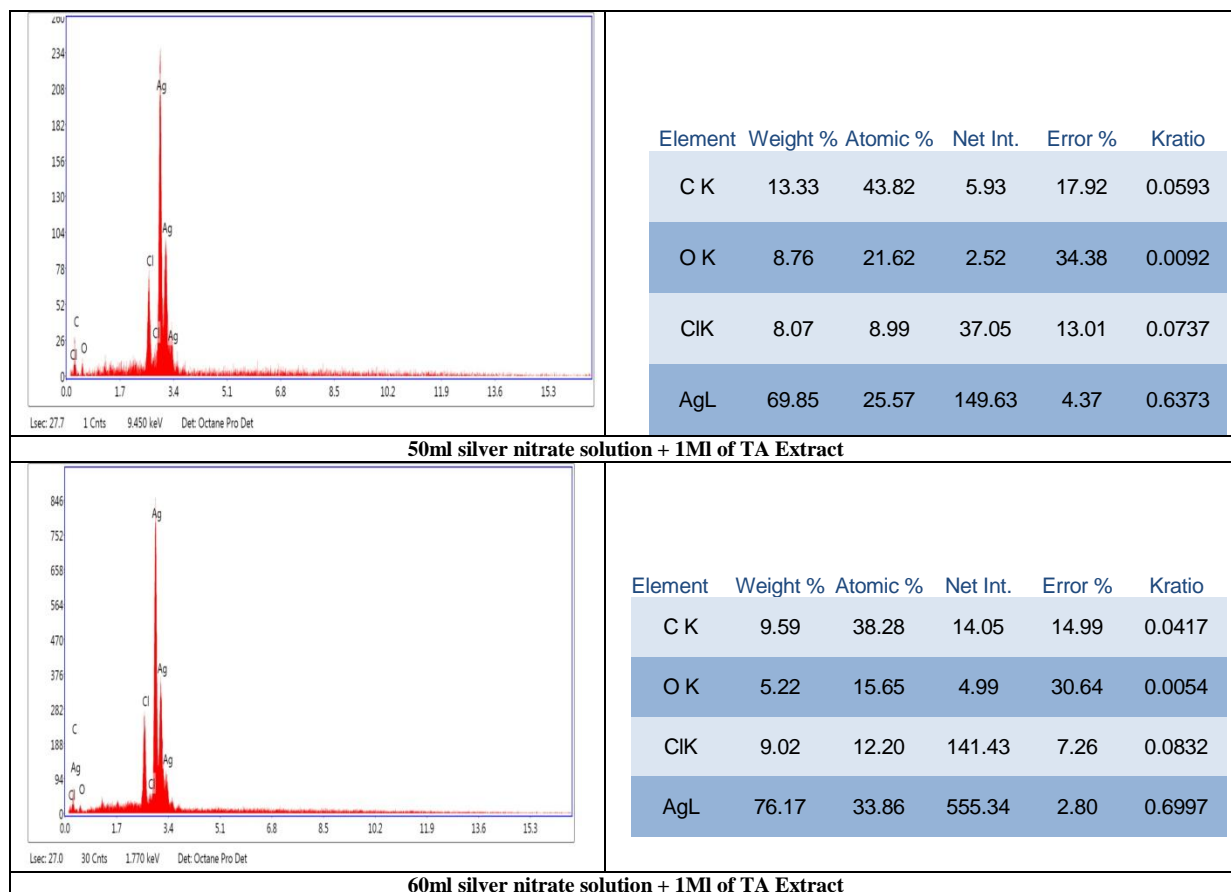 260
234
208
182
156
130
104
78
52
26
0
Ag
Ag
Cl
C
Cl
O
Cl
Ag
0.0 1.7 3.4 5.1 6.8 8.5 10.2 11.9 13.6 15.3
Lsec: 27.7 1 Cnts 9.450 keV Det: Octane Pro Det
Element Weight % Atomic % Net Int. Error % Kratio
C K 13.33 43.82 5.93 17.92 0.0593
O K 8.76 21.62 2.52 34.38 0.0092
ClK 8.07 8.99 37.05 13.01 0.0737
AgL 69.85 25.57 149.63 4.37 0.6373
50ml silver nitrate solution + 1Ml of TA Extract
846
752
658
564
470
376
282
188
94
0
Ag
Ag
Cl
C
Ag
Ag
O
Cl
Cl
0.0 1.7 3.4 5.1 6.8 8.5 10.2 11.9 13.6 15.3
Lsec: 27.0 30 Cnts 1.770 keV Det: Octane Pro Det
Element Weight % Atomic % Net Int. Error % Kratio
C K 9.59 38.28 14.05 14.99 0.0417
O K 5.22 15.65 4.99 30.64 0.0054
ClK 9.02 12.20 141.43 7.26 0.0832
AgL 76.17 33.86 555.34 2.80 0.6997
60ml silver nitrate solution + 1Ml of TA Extract